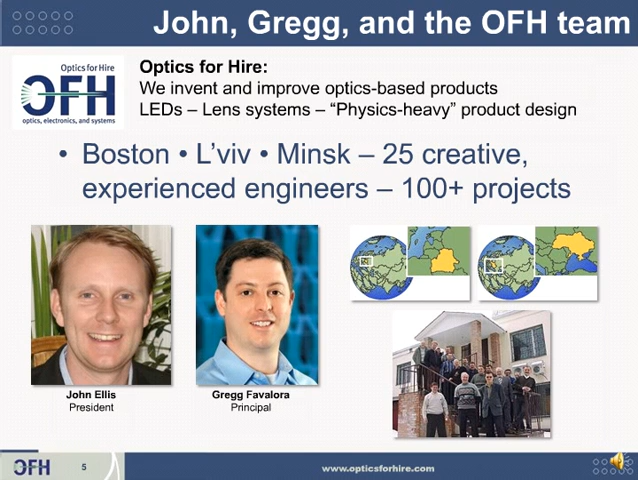 John, Gregg, and the OFH team
Optics for Hire
OFH
optics, electronics, and systems
Optics for Hire:
We invent and improve optics-based products
LEDs – Lens systems – “Physics-heavy” product design
• Boston • L’viv • Minsk – 25 creative,
experienced engineers – 100+ projects
John Ellis
President
Gregg Favalora
Principal
OFH
5
www.opticsforhire.com